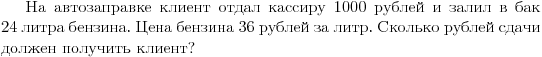 На автозаправке клиент отдал кассиру 1000 рублей и залил в бак
24 литра бензина. Цена бензина 36 рублей за литр. Сколько рублей сдачи
должен получить клиент?